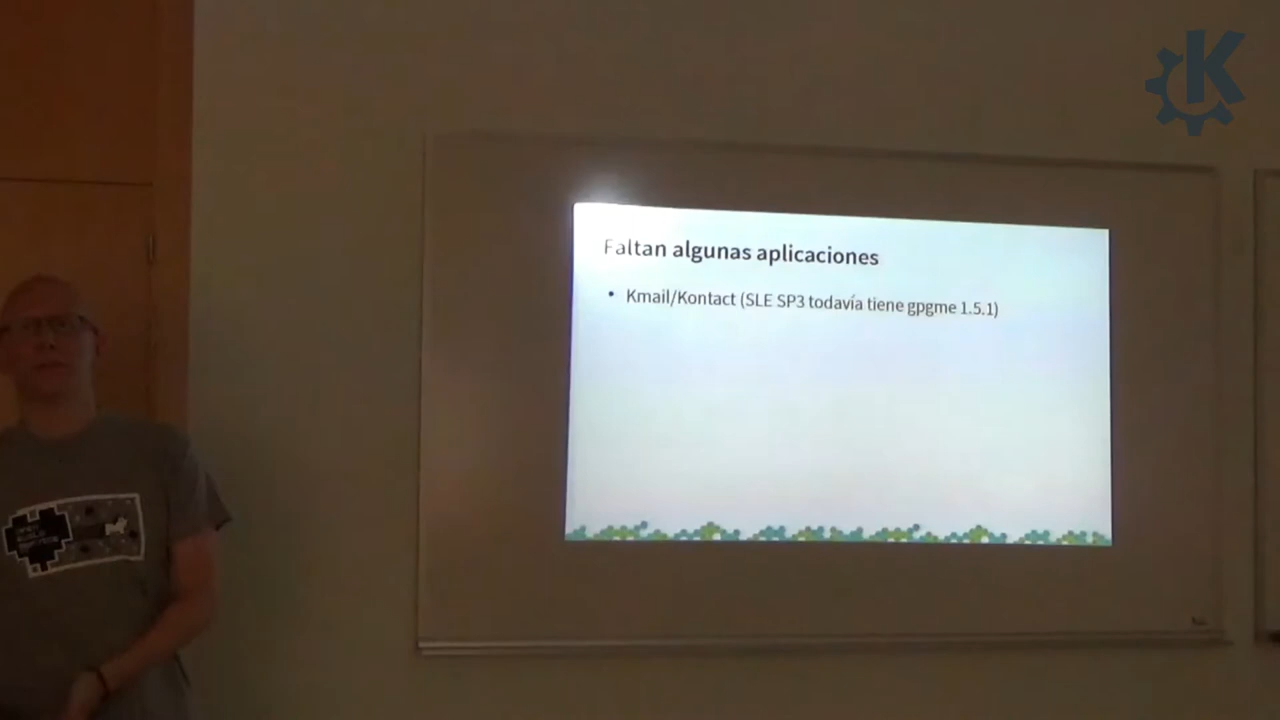 Faltan algunas aplicaciones
• Kmail/Kontact (SLE SP3 todavía tiene gpgme 1.5.1)